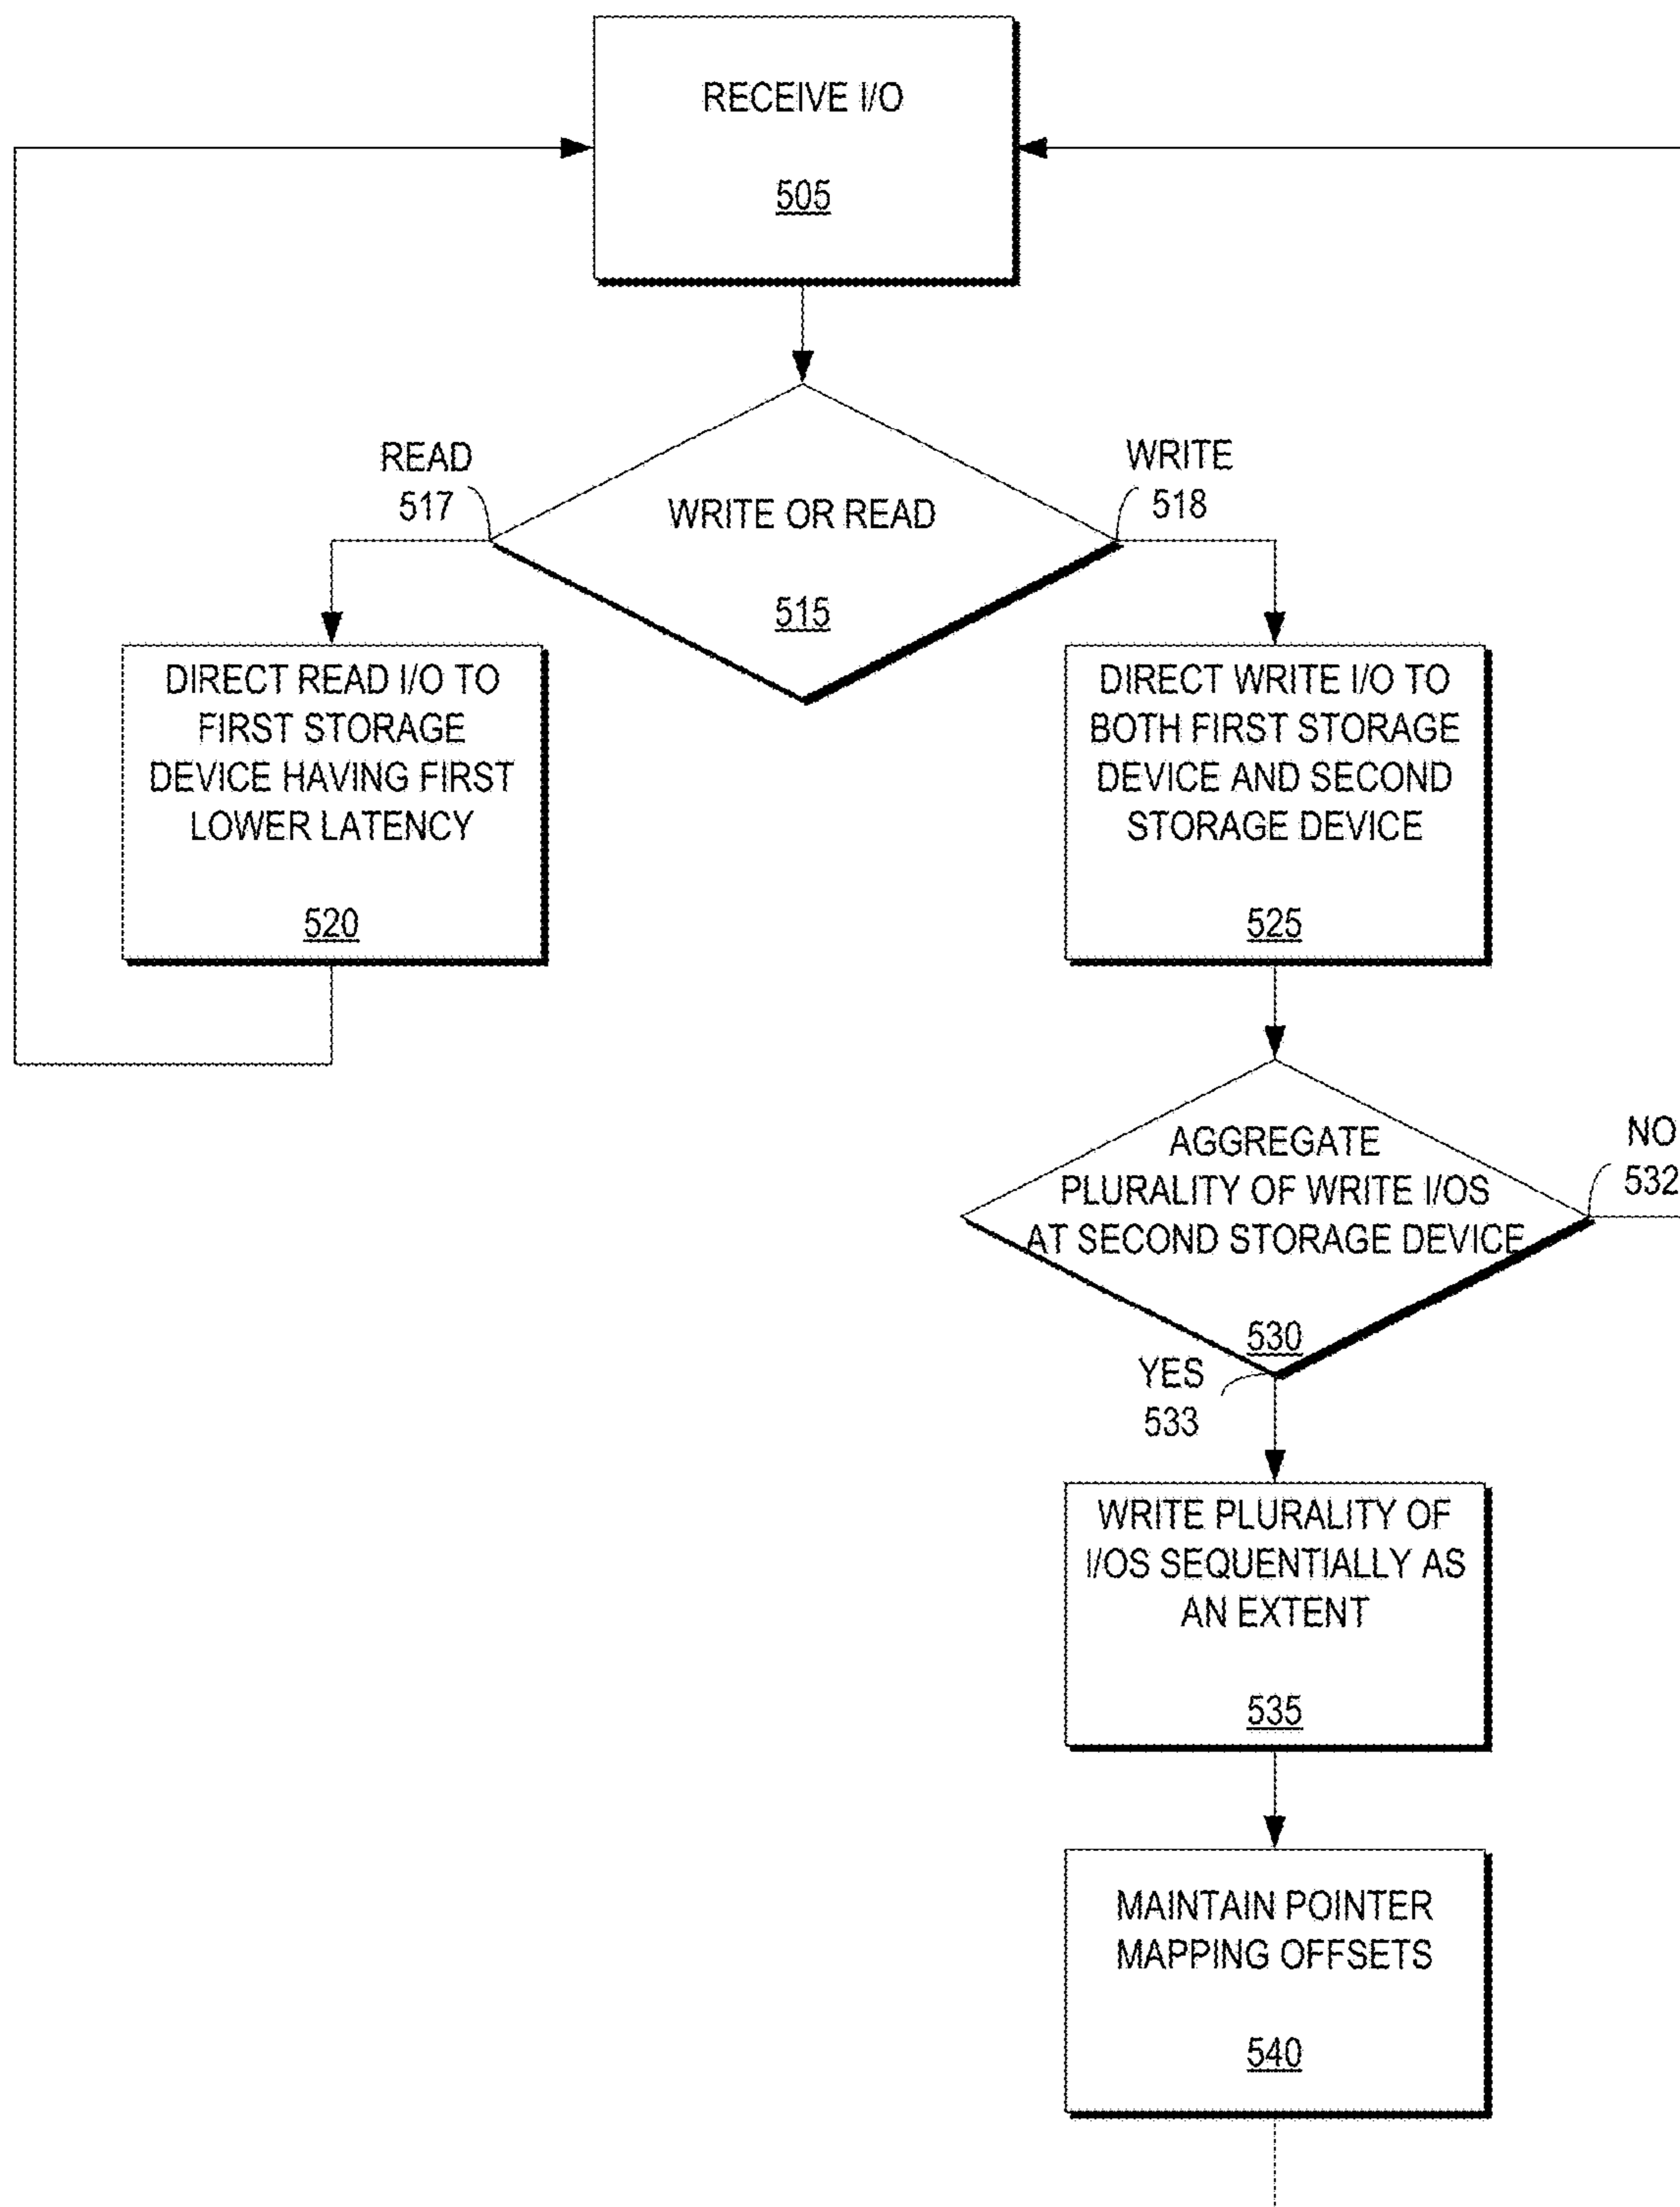 RECEIVE I/O
505
READ
517
WRITE
518
WRITE OR READ
515
DIRECT READ I/O TO
FIRST STORAGE
DEVICE HAVING FIRST
LOWER LATENCY
520
DIRECT WRITE I/O TO
BOTH FIRST STORAGE
DEVICE AND SECOND
STORAGE DEVICE
525
AGGREGATE
PLURALITY OF WRITE I/OS
AT SECOND STORAGE DEVICE
530
NO
532
YES
533
WRITE PLURALITY OF
I/OS SEQUENTIALLY AS
AN EXTENT
535
MAINTAIN POINTER
MAPPING OFFSETS
540